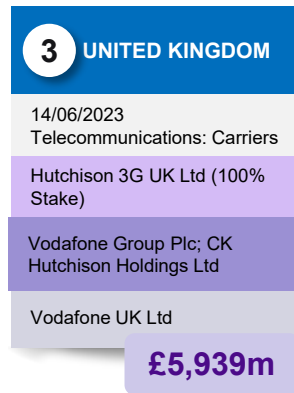 3 UNITED KINGDOM
14/06/2023
Telecommunications: Carriers
Hutchison 3G UK Ltd (100%
Stake)
Vodafone Group Plc; CK
Hutchison Holdings Ltd
Vodafone UK Ltd
£5,939m